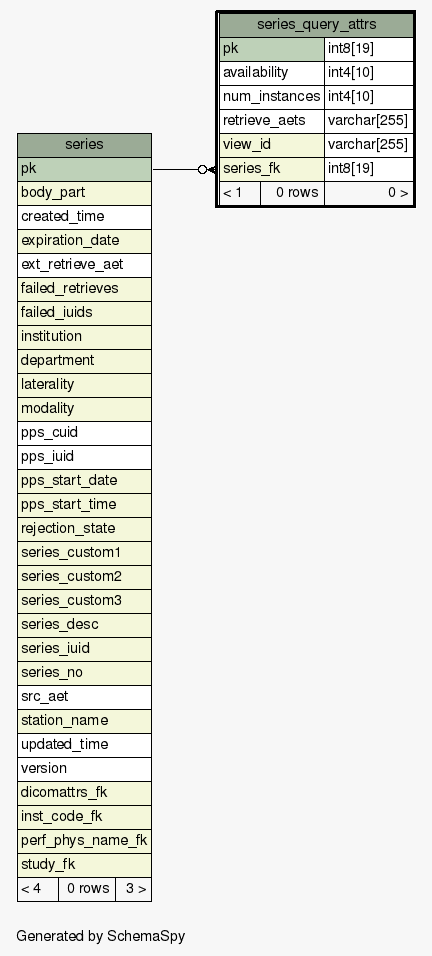 series_query_attrs
pk int8[19]
availability int4[10]
num_instances int4[10]
retrieve_aets varchar[255]
view_id varchar[255]
series_fk int8[19]
< 1 0 rows 0 >
series
pk
body_part
created_time
expiration_date
ext_retrieve_aet
failed_retrieves
failed_iuids
institution
department
laterality
modality
pps_cuid
pps_iuid
pps_start_date
pps_start_time
rejection_state
series_custom1
series_custom2
series_custom3
series_desc
series_iuid
series_no
src_aet
station_name
updated_time
version
dicomattrs_fk
inst_code_fk
perf_phys_name_fk
study_fk
< 4 0 rows 3 >
Generated by SchemaSpy